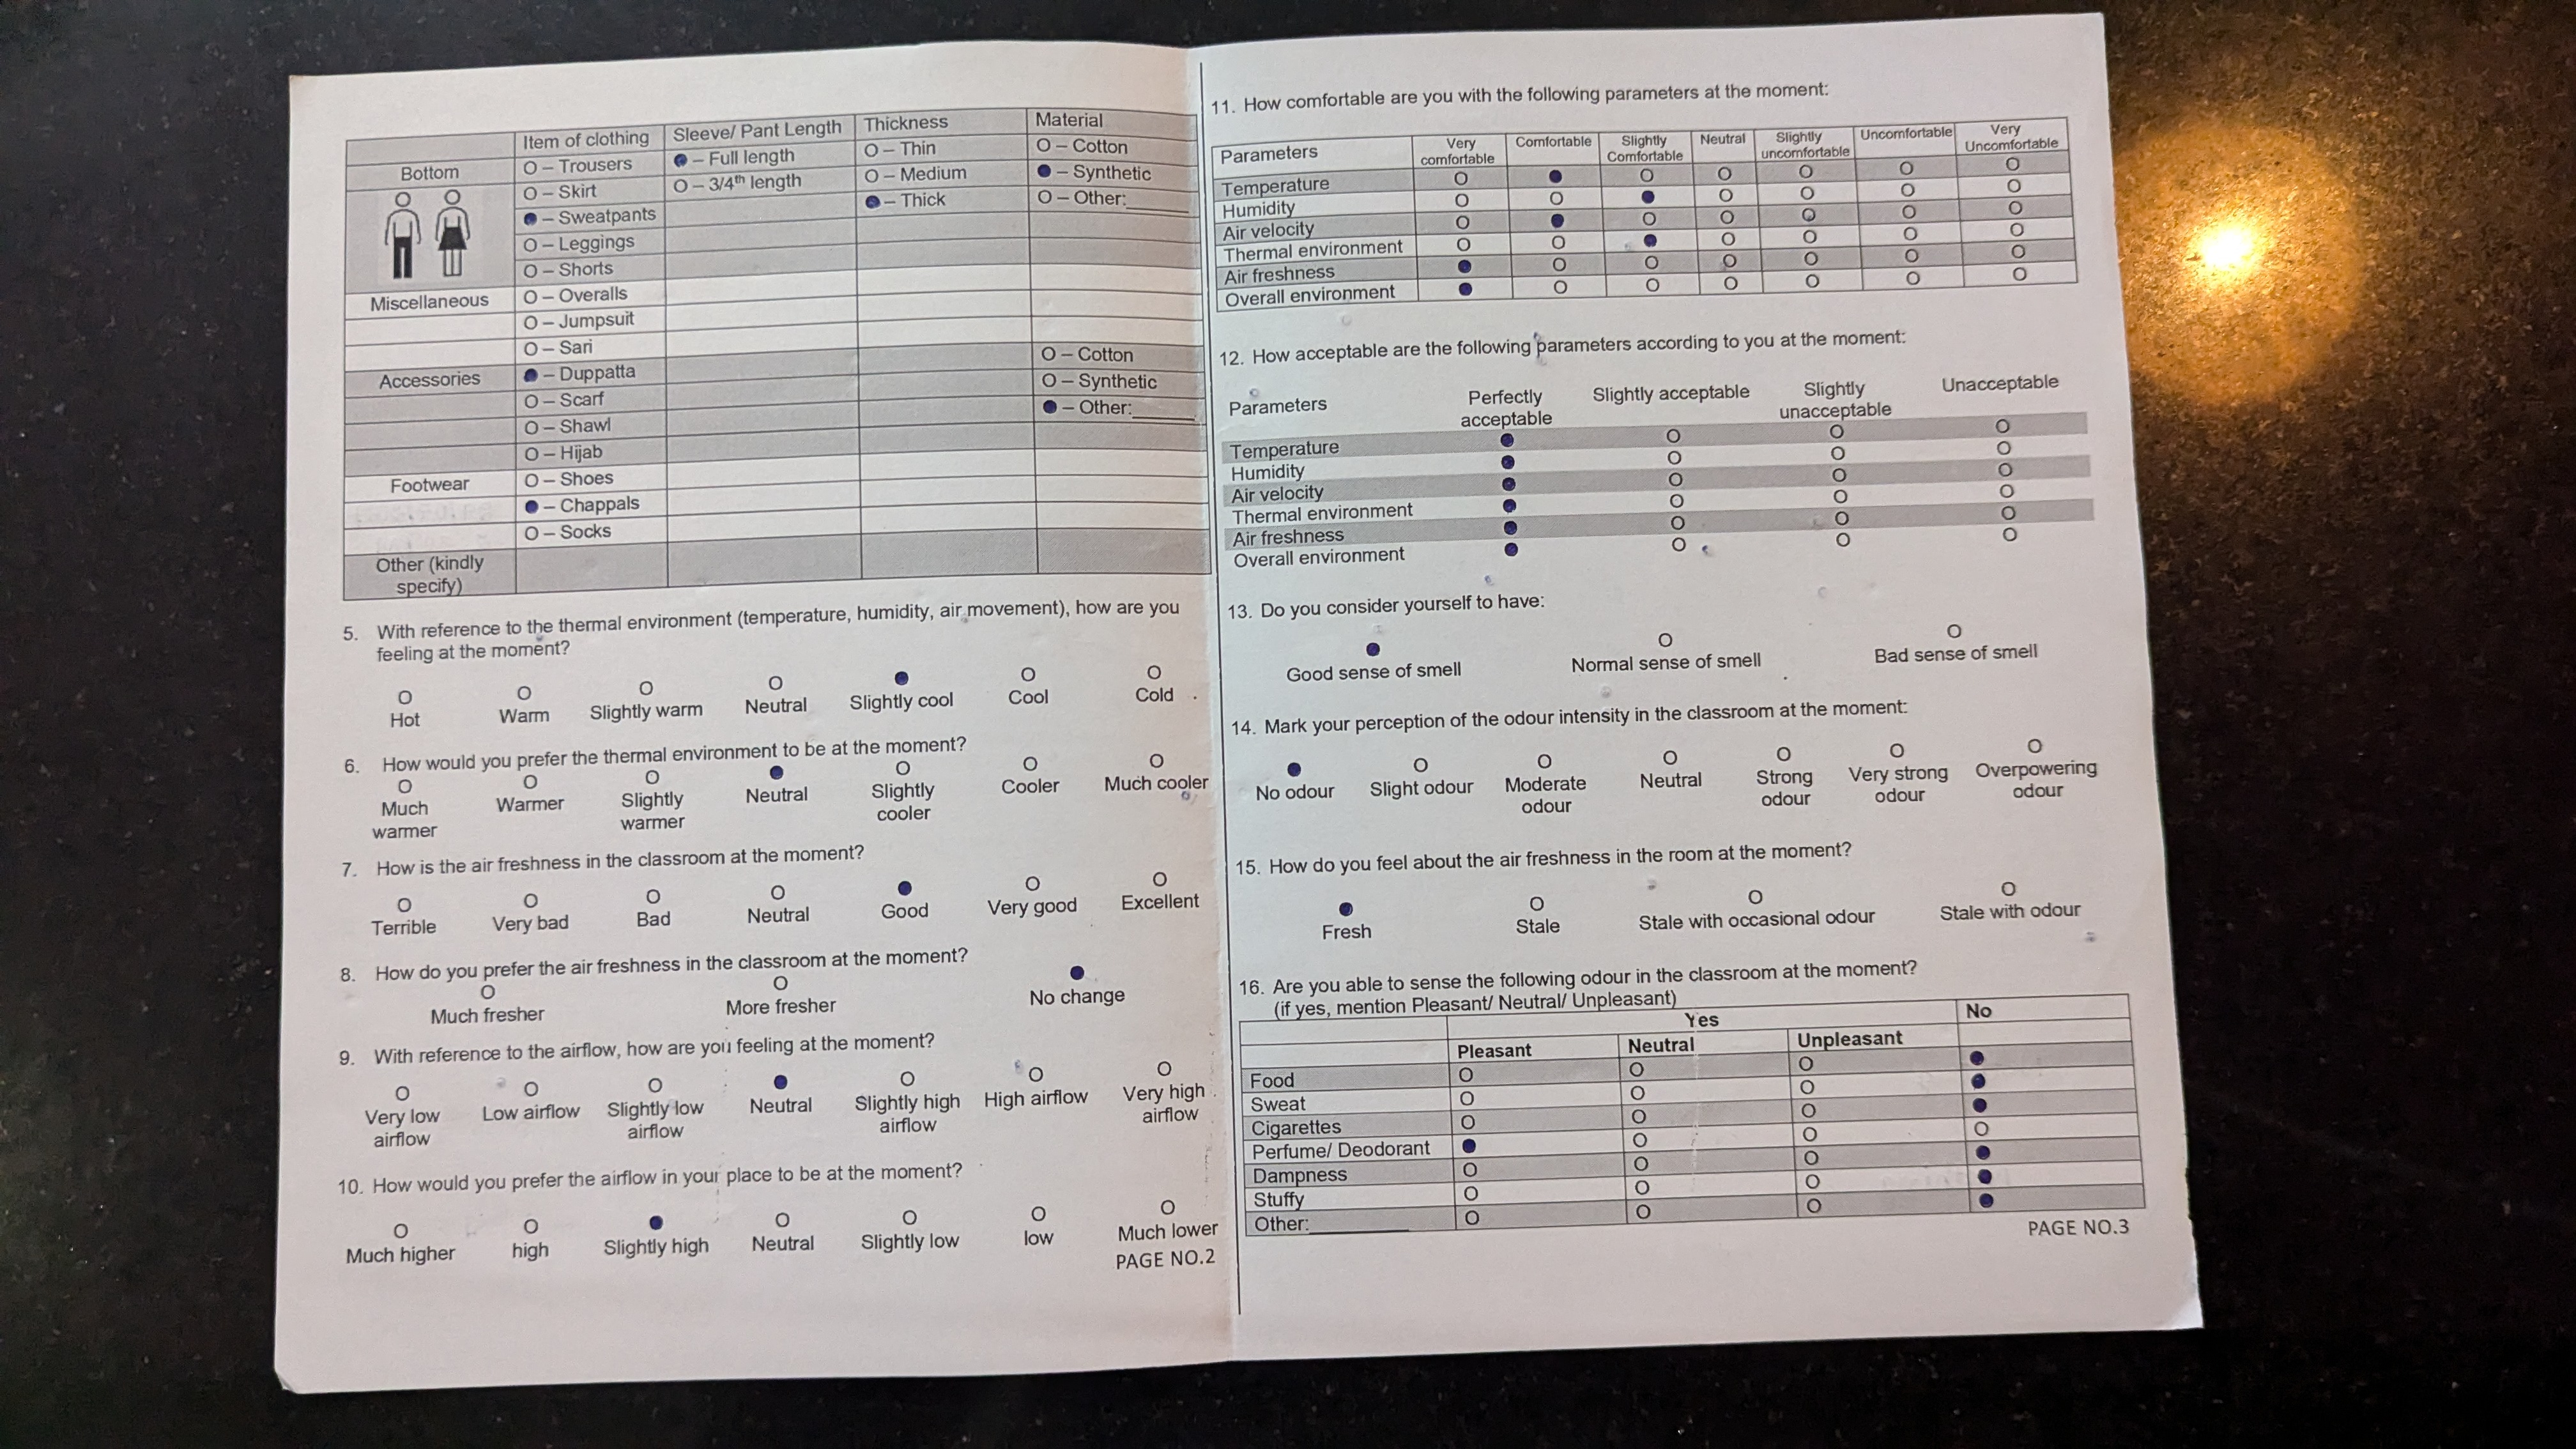 Item of clothing Sleeve/ Pant Length Thickness Material
Bottom O – Trousers ● – Full length O – Thin O – Cotton
O – Skirt O – 3/4th length O – Medium ● – Synthetic
● – Sweatpants ● – Thick O – Other:______
O – Leggings
O – Shorts
Miscellaneous O – Overalls
O – Jumpsuit
O – Sari
Accessories ● – Duppatta O – Cotton
O – Scarf O – Synthetic
O – Shawl ● – Other:______
O – Hijab
Footwear O – Shoes
● – Chappals
O – Socks
Other (kindly
specify)
5. With reference to the thermal environment (temperature, humidity, air movement), how are you
feeling at the moment?
O O O O ● O O
Hot Warm Slightly warm Neutral Slightly cool Cool Cold
6. How would you prefer the thermal environment to be at the moment?
O O O ● O O O
Much Warmer Slightly Neutral Slightly Cooler Much cooler
warmer warmer cooler
7. How is the air freshness in the classroom at the moment?
O O O O ● O O
Terrible Very bad Bad Neutral Good Very good Excellent
8. How do you prefer the air freshness in the classroom at the moment?
O O ●
Much fresher More fresher No change
9. With reference to the airflow, how are you feeling at the moment?
O O O ● O O O
Very low Low airflow Slightly low Neutral Slightly high High airflow Very high
airflow airflow airflow airflow
10. How would you prefer the airflow in your place to be at the moment?
O O ● O O O O
Much higher high Slightly high Neutral Slightly low low Much lower
PAGE NO.2
11. How comfortable are you with the following parameters at the moment:
Parameters Very Comfortable Slightly Neutral Slightly Uncomfortable Very
comfortable Comfortable uncomfortable Uncomfortable
Temperature O ● O O O O O
Humidity O O ● O O O O
Air velocity O ● O O O O O
Thermal environment O O ● O O O O
Air freshness ● O O O O O O
Overall environment ● O O O O O O
12. How acceptable are the following parameters according to you at the moment:
Parameters Perfectly Slightly acceptable Slightly Unacceptable
acceptable unacceptable
Temperature ● O O O
Humidity ● O O O
Air velocity ● O O O
Thermal environment ● O O O
Air freshness ● O O O
Overall environment ● O O O
13. Do you consider yourself to have:
● O O
Good sense of smell Normal sense of smell Bad sense of smell
14. Mark your perception of the odour intensity in the classroom at the moment:
● O O O O O O
No odour Slight odour Moderate Neutral Strong Very strong Overpowering
odour odour odour odour
15. How do you feel about the air freshness in the room at the moment?
● O O O
Fresh Stale Stale with occasional odour Stale with odour
16. Are you able to sense the following odour in the classroom at the moment?
(if yes, mention Pleasant/ Neutral/ Unpleasant)
Yes No
Pleasant Neutral Unpleasant
Food O O O ●
Sweat O O O ●
Cigarettes O O O ●
Perfume/ Deodorant ● O O O
Dampness O O O ●
Stuffy O O O ●
Other:__________ O O O ●
PAGE NO.3